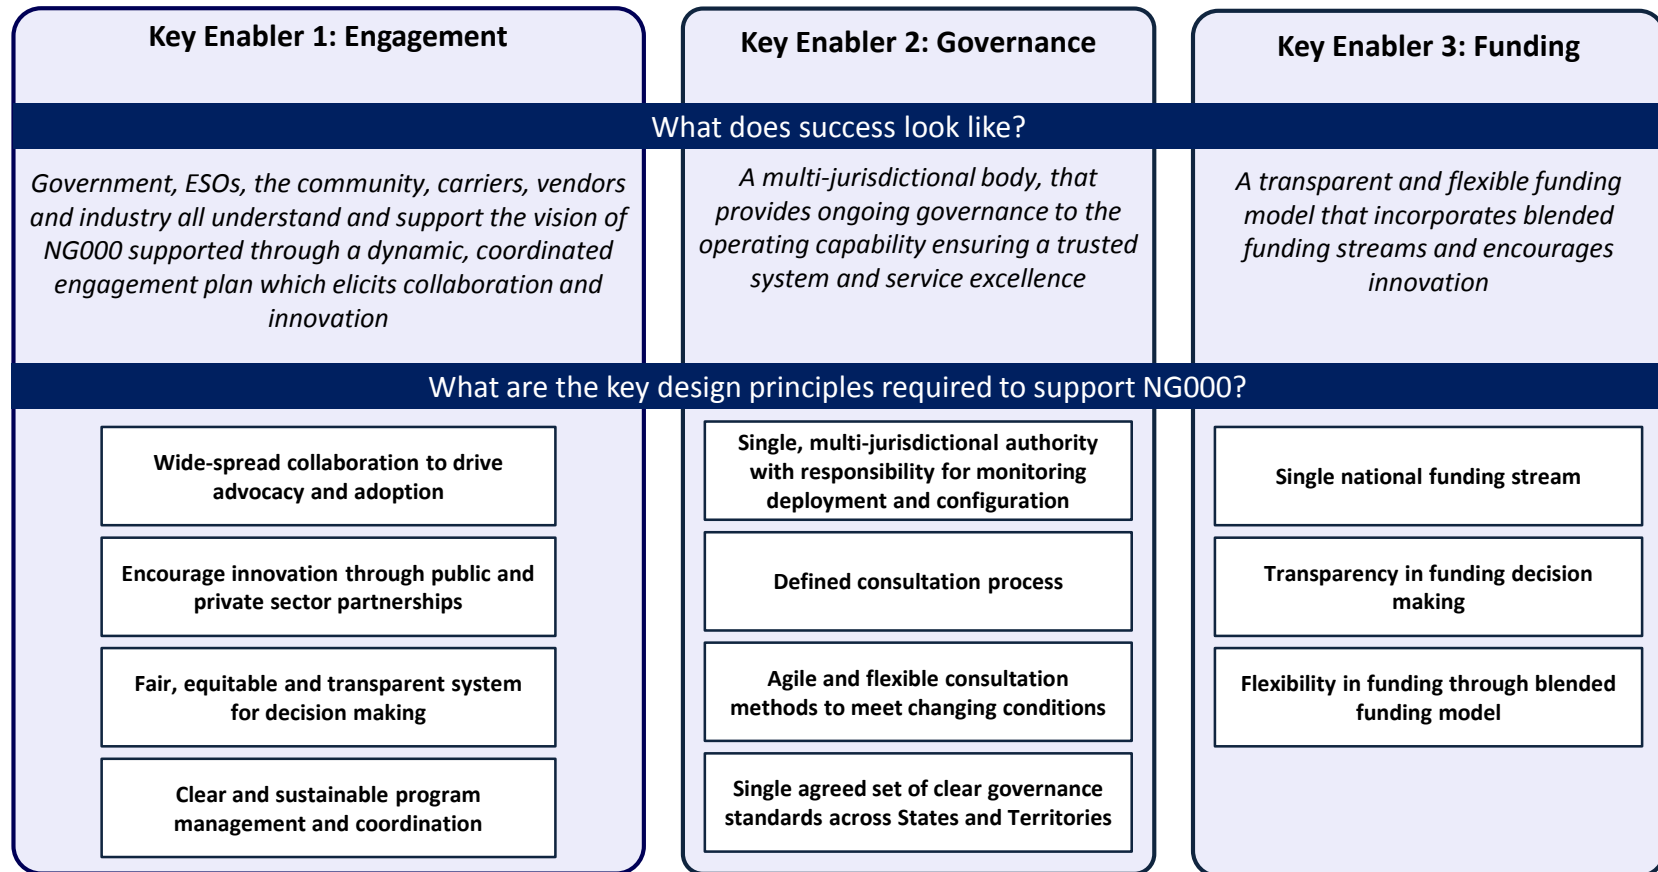 Key Enabler 1: Engagement
Key Enabler 2: Governance
Key Enabler 3: Funding
What does success look like?
Government, ESOs, the community, carriers, vendors
and industry all understand and support the vision of
NG000 supported through a dynamic, coordinated
engagement plan which elicits collaboration and
innovation
A multi-jurisdictional body, that
provides ongoing governance to the
operating capability ensuring a trusted
system and service excellence
A transparent and flexible funding
model that incorporates blended
funding streams and encourages
innovation
What are the key design principles required to support NG000?
Wide-spread collaboration to drive
advocacy and adoption
Encourage innovation through public and
private sector partnerships
Fair, equitable and transparent system
for decision making
Clear and sustainable program
management and coordination
Single, multi-jurisdictional authority
with responsibility for monitoring
deployment and configuration
Defined consultation process
Agile and flexible consultation
methods to meet changing conditions
Single agreed set of clear governance
standards across States and Territories
Single national funding stream
Transparency in funding decision
making
Flexibility in funding through blended
funding model